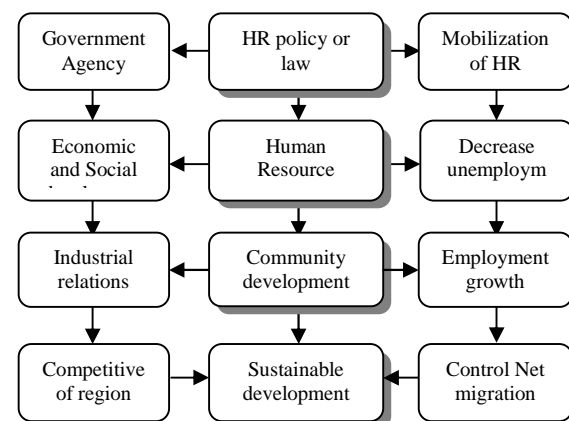 Government
Agency
HR policy or
law
Mobilization
of HR
Economic
and Social
Human
Resource
Decrease
unemploym
Industrial
relations
Community
development
Employment
growth
Competitive
of region
Sustainable
development
Control Net
migration